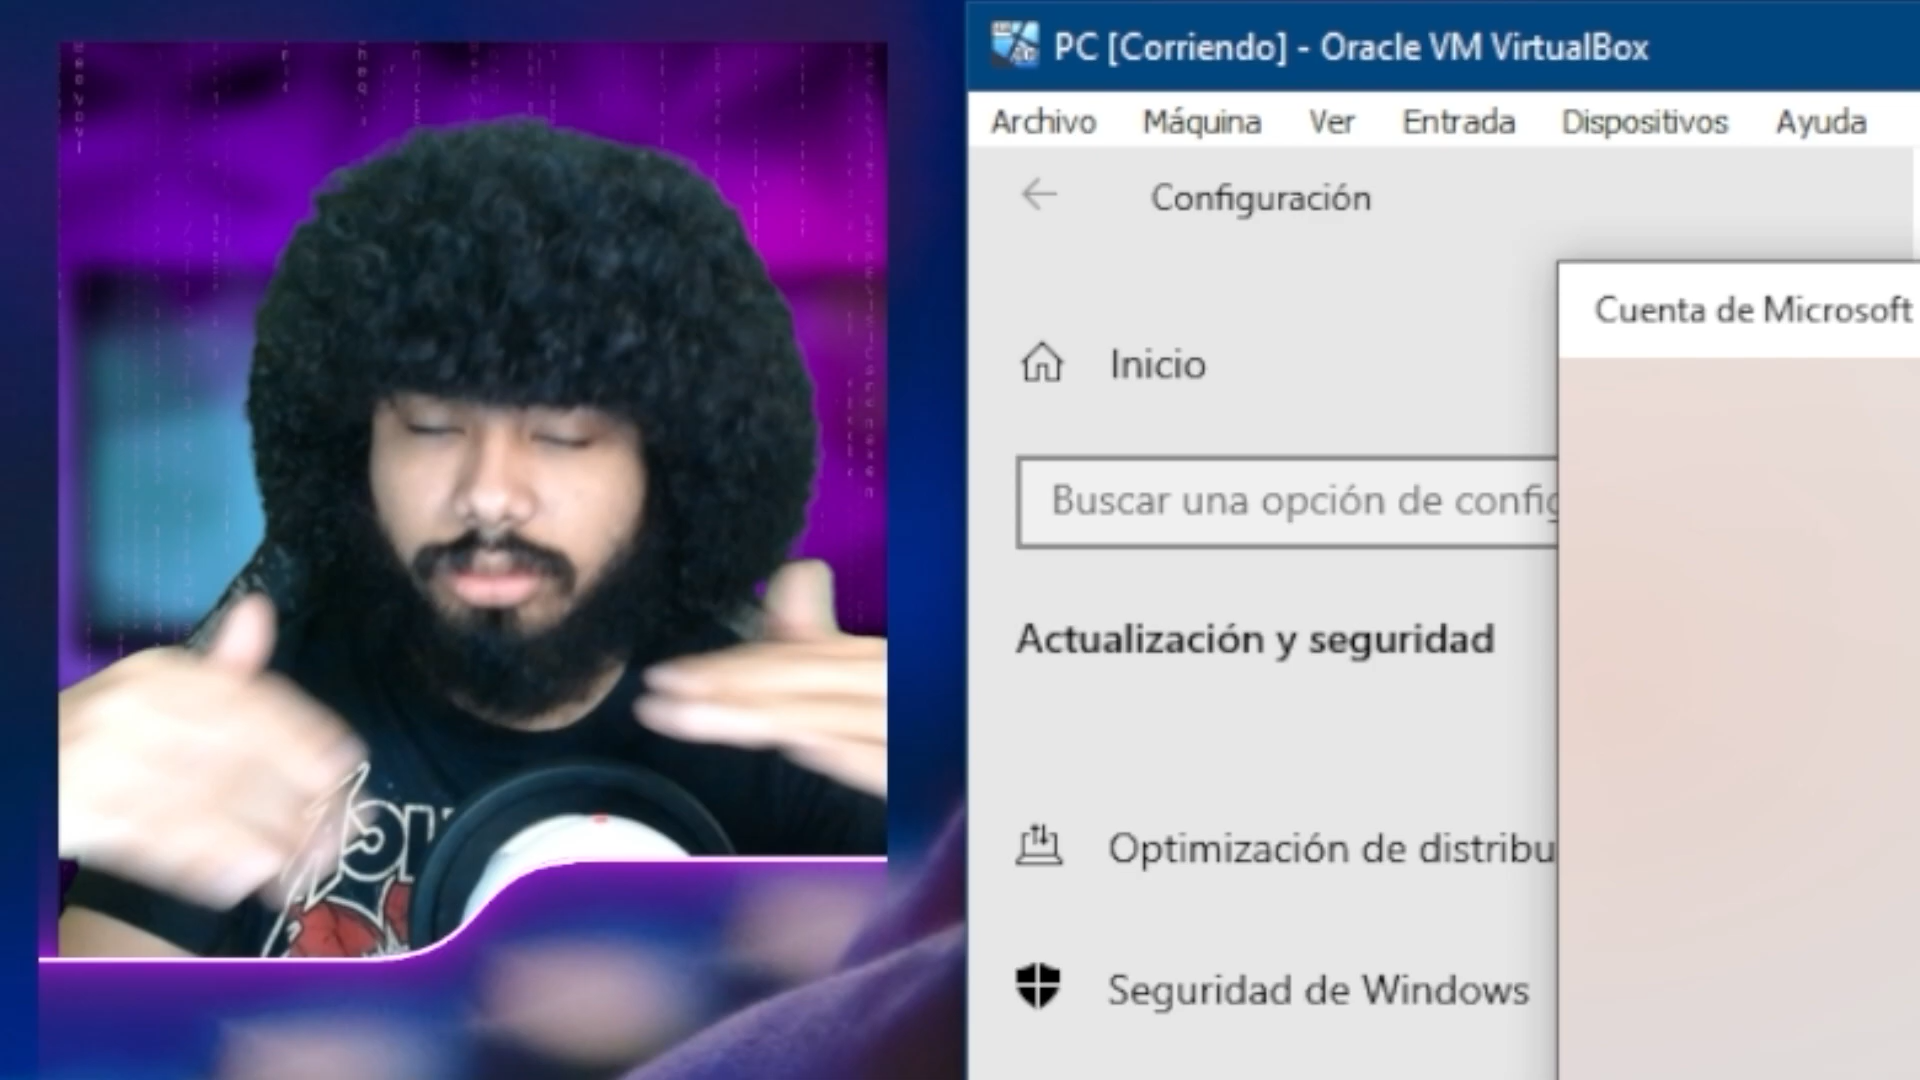 PC [Corriendo] - Oracle VM VirtualBox
Archivo Máquina Ver Entrada Dispositivos Ayuda
Configuración
Cuenta de Microsoft
Inicio
Buscar una opción de config
Actualización y seguridad
Optimización de distribu
Seguridad de Windows